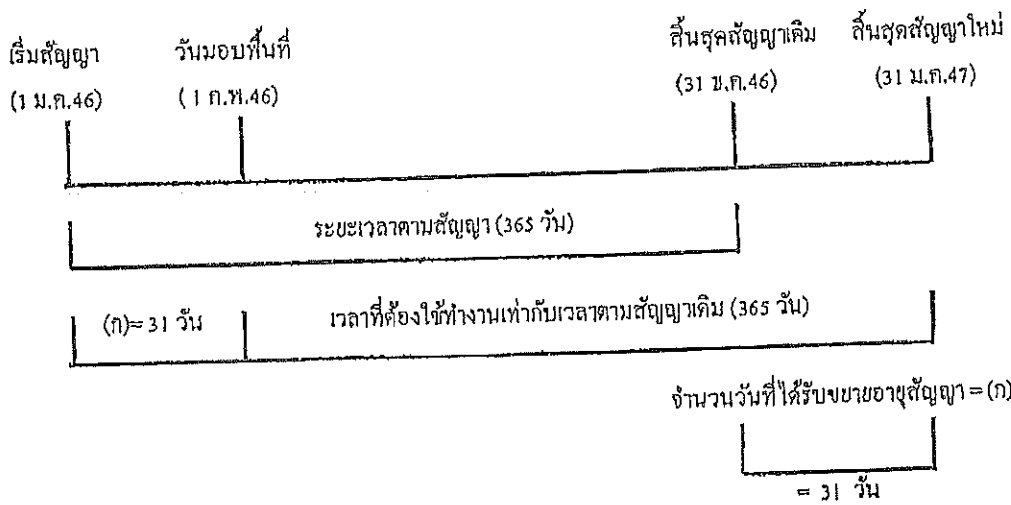 เริ่มสัญญา วันมอบพื้นที่ สิ้นสุดสัญญาเดิม สิ้นสุดสัญญาใหม่
(1 ม.ค.46) (1 ก.พ.46) (31 ธ.ค.46) (31 ม.ค.47)
ระยะเวลาตามสัญญา (365 วัน)
(ก)= 31 วัน เวลาที่ต้องใช้ทำงานเท่ากับเวลาตามสัญญาเดิม (365 วัน)
จำนวนวันที่ได้รับขยายอายุสัญญา = (ก)
= 31 วัน